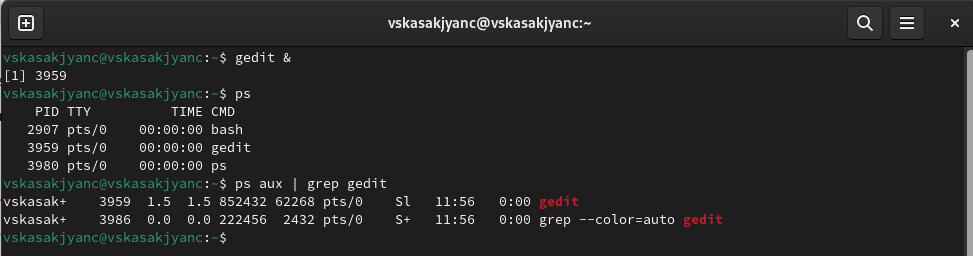 vskasakjyanc@vskasakjyanc:~
vskasakjyanc@vskasakjyanc:~$ gedit &
[1] 3959
vskasakjyanc@vskasakjyanc:~$ ps
    PID TTY          TIME CMD
   2907 pts/0    00:00:00 bash
   3959 pts/0    00:00:00 gedit
   3980 pts/0    00:00:00 ps
vskasakjyanc@vskasakjyanc:~$ ps aux | grep gedit
vskasak+    3959  1.5  1.5 852432 62268 pts/0    Sl   11:56   0:00 gedit
vskasak+    3986  0.0  0.0 222456  2432 pts/0    S+   11:56   0:00 grep --color=auto gedit
vskasakjyanc@vskasakjyanc:~$